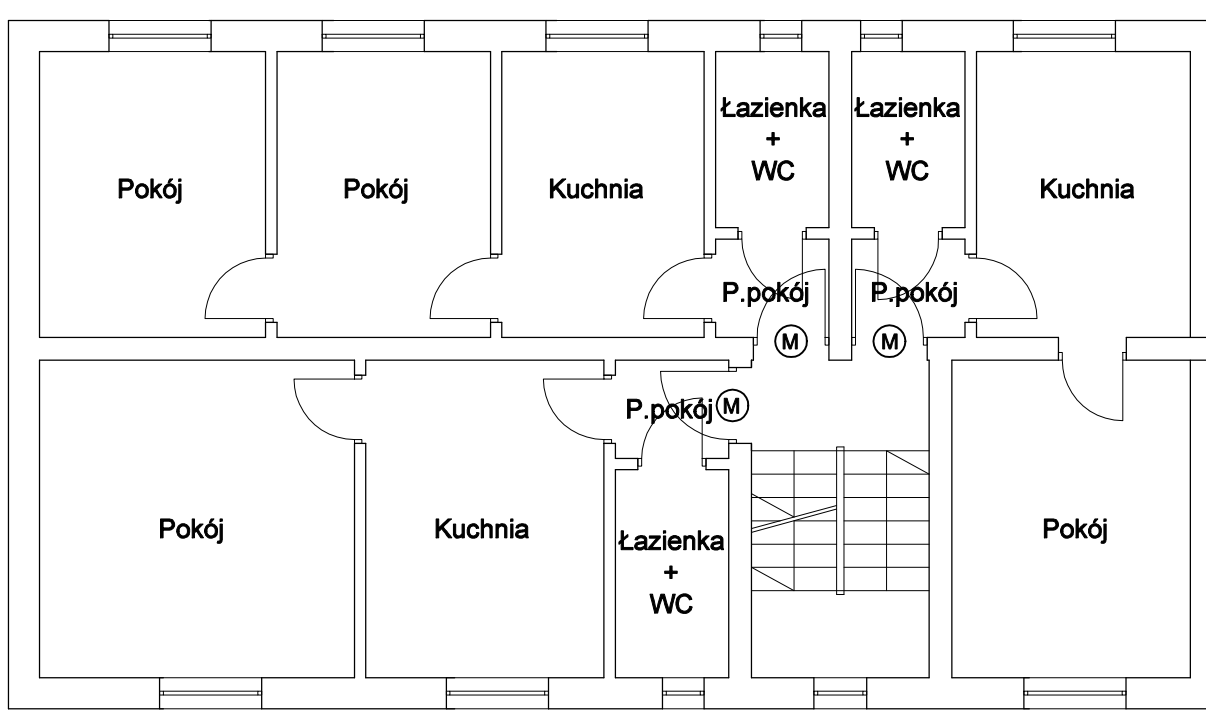 Łazienka
+
WC
Łazienka
+
WC
Pokój
Pokój
Kuchnia
Kuchnia
P.pokój
P.pokój
M
M
P.pokój
M
Pokój
Kuchnia
Łazienka
+
WC
Pokój